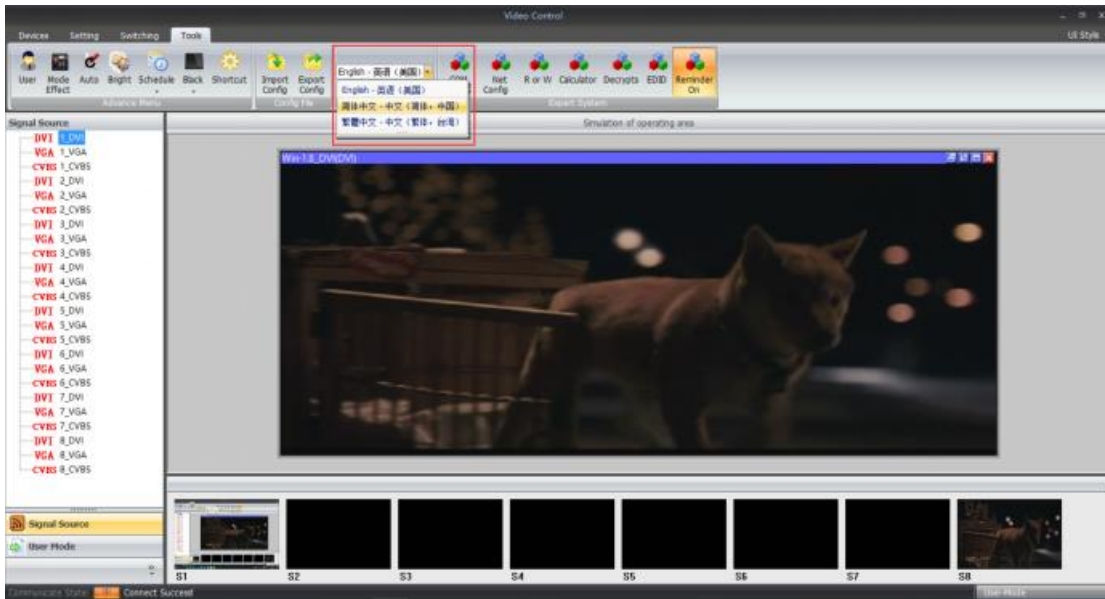 Video Control
Devices Setting Switching Tools UI Style
User Mode Effect Auto Bright Schedule Black Shortcut
Advance Menu
Import Config Export Config
Config File
English - 英语 (美国)
English - 英语 (美国)
简体中文 - 中文 (简体, 中国)
繁體中文 - 中文 (繁体, 台湾)
Net Config R or W Calculator Decrypts EDID Reminder On
Expert System
Signal Source
Simulation of operating area
DVI 1_DVI
VGA 1_VGA
CVBS 1_CVBS
DVI 2_DVI
VGA 2_VGA
CVBS 2_CVBS
DVI 3_DVI
VGA 3_VGA
CVBS 3_CVBS
DVI 4_DVI
VGA 4_VGA
CVBS 4_CVBS
DVI 5_DVI
VGA 5_VGA
CVBS 5_CVBS
DVI 6_DVI
VGA 6_VGA
CVBS 6_CVBS
DVI 7_DVI
VGA 7_VGA
CVBS 7_CVBS
DVI 8_DVI
VGA 8_VGA
CVBS 8_CVBS
Win-1.8_DVI(DVI)
Signal Source
User Mode
S1 S2 S3 S4 S5 S6 S7 S8
Communicate State: Connect Success!
User Mode